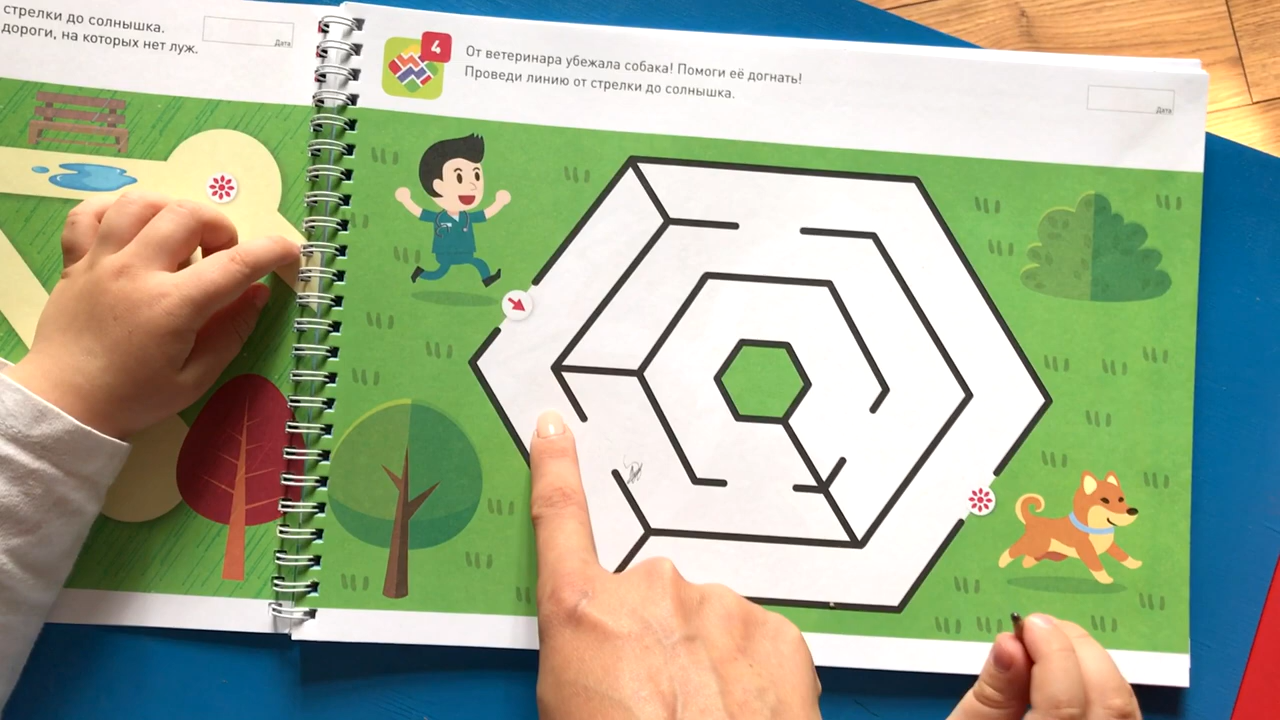 стрелки до солнышка.
дороги, на которых нет луж.
Дата
4
От ветеринара убежала собака! Помоги её догнать!
Проведи линию от стрелки до солнышка.
Дата